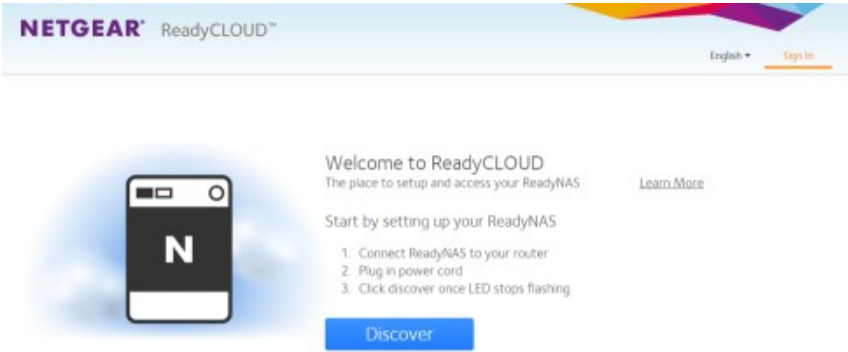 NETGEAR® ReadyCLOUD™
English Sign In
Welcome to ReadyCLOUD
The place to setup and access your ReadyNAS Learn More
Start by setting up your ReadyNAS
1. Connect ReadyNAS to your router
2. Plug in power cord
3. Click discover once LED stops flashing
N
Discover